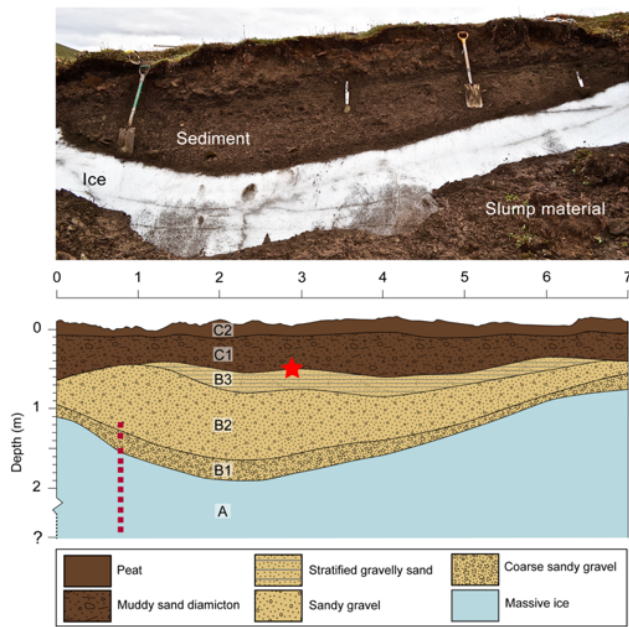 Sediment
Ice
Slump material
0 1 2 3 4 5 6 7
C2
C1
B3
B2
B1
A
0
1
2
?
Depth (m)
Peat
Stratified gravelly sand
Coarse sandy gravel
Muddy sand diamicton
Sandy gravel
Massive ice